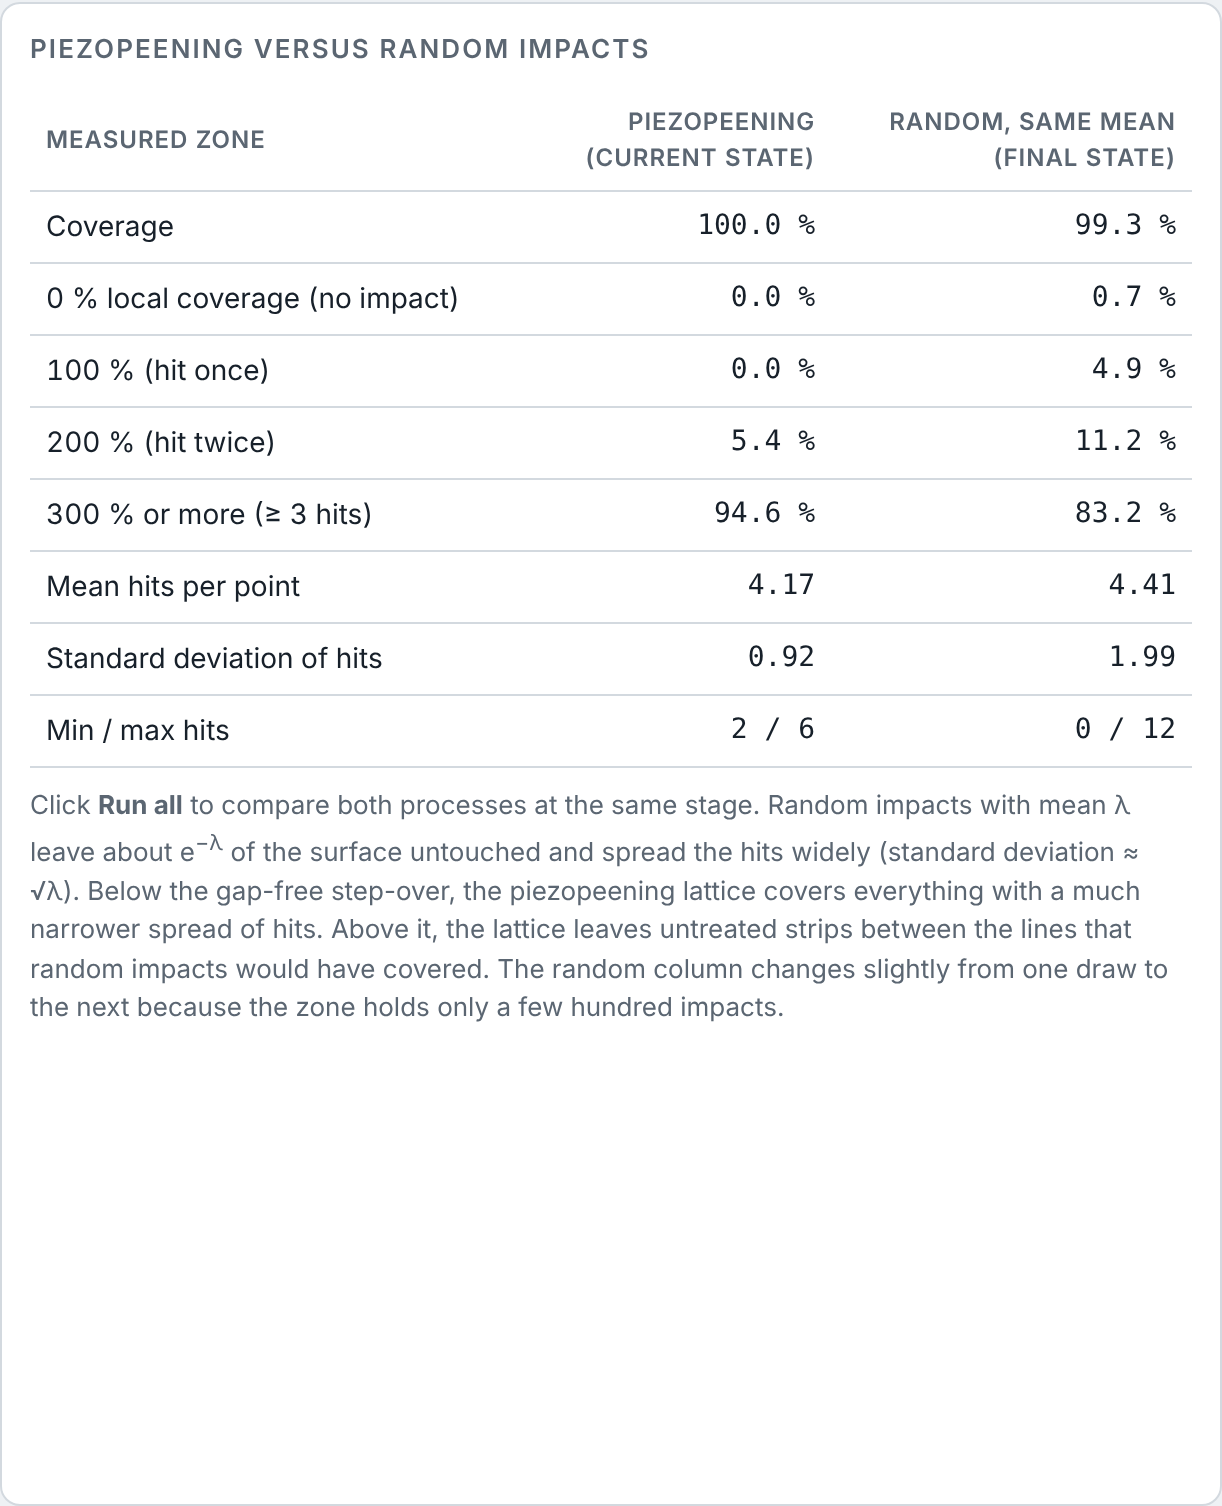 PIEZOPEENING VERSUS RANDOM IMPACTS
MEASURED ZONE PIEZOPEENING (CURRENT STATE) RANDOM, SAME MEAN (FINAL STATE)
Coverage 100.0 % 99.3 %
0 % local coverage (no impact) 0.0 % 0.7 %
100 % (hit once) 0.0 % 4.9 %
200 % (hit twice) 5.4 % 11.2 %
300 % or more (≥ 3 hits) 94.6 % 83.2 %
Mean hits per point 4.17 4.41
Standard deviation of hits 0.92 1.99
Min / max hits 2 / 6 0 / 12
Click Run all to compare both processes at the same stage. Random impacts with mean λ
leave about e⁻λ of the surface untouched and spread the hits widely (standard deviation ≈
√λ). Below the gap-free step-over, the piezopeening lattice covers everything with a much
narrower spread of hits. Above it, the lattice leaves untreated strips between the lines that
random impacts would have covered. The random column changes slightly from one draw to
the next because the zone holds only a few hundred impacts.